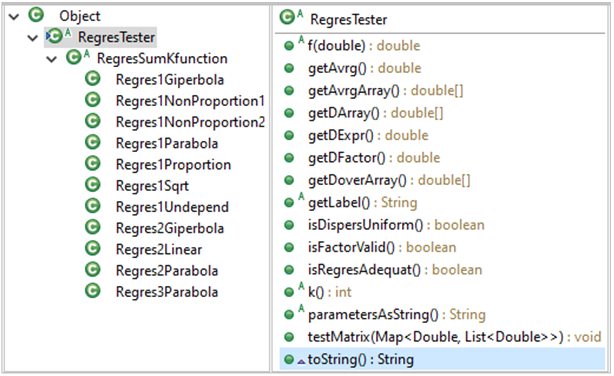 Object
RegresTester
RegresSumKfunction
Regres1Giperbola
Regres1NonProportion1
Regres1NonProportion2
Regres1Parabola
Regres1Proportion
Regres1Sqrt
Regres1Undepend
Regres2Giperbola
Regres2Linear
Regres2Parabola
Regres3Parabola
RegresTester
f(double) : double
getAvrg() : double
getAvrgArray() : double[]
getDArray() : double[]
getDExpr() : double
getDFactor() : double
getDoverArray() : double[]
getLabel() : String
isDispersUniform() : boolean
isFactorValid() : boolean
isRegresAdequat() : boolean
k() : int
parametersAsString() : String
testMatrix(Map<Double, List<Double>>) : void
toString() : String